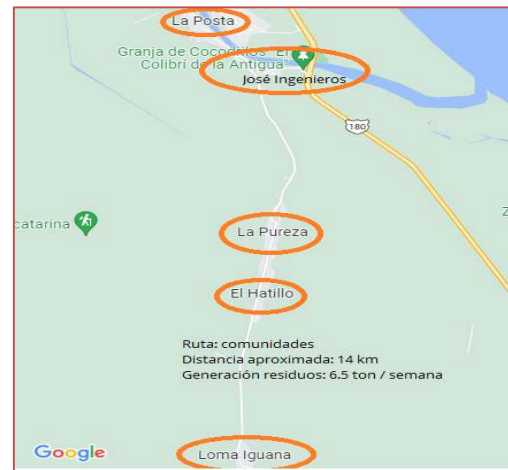 La Posta
Granja de Cocodrilos "El
Colibrí de la Antigua"
José Ingenieros
180
catarina
La Pureza
Z
El Hatillo
Ruta: comunidades
Distancia aproximada: 14 km
Generación residuos: 6.5 ton / semana
Google
Loma Iguana